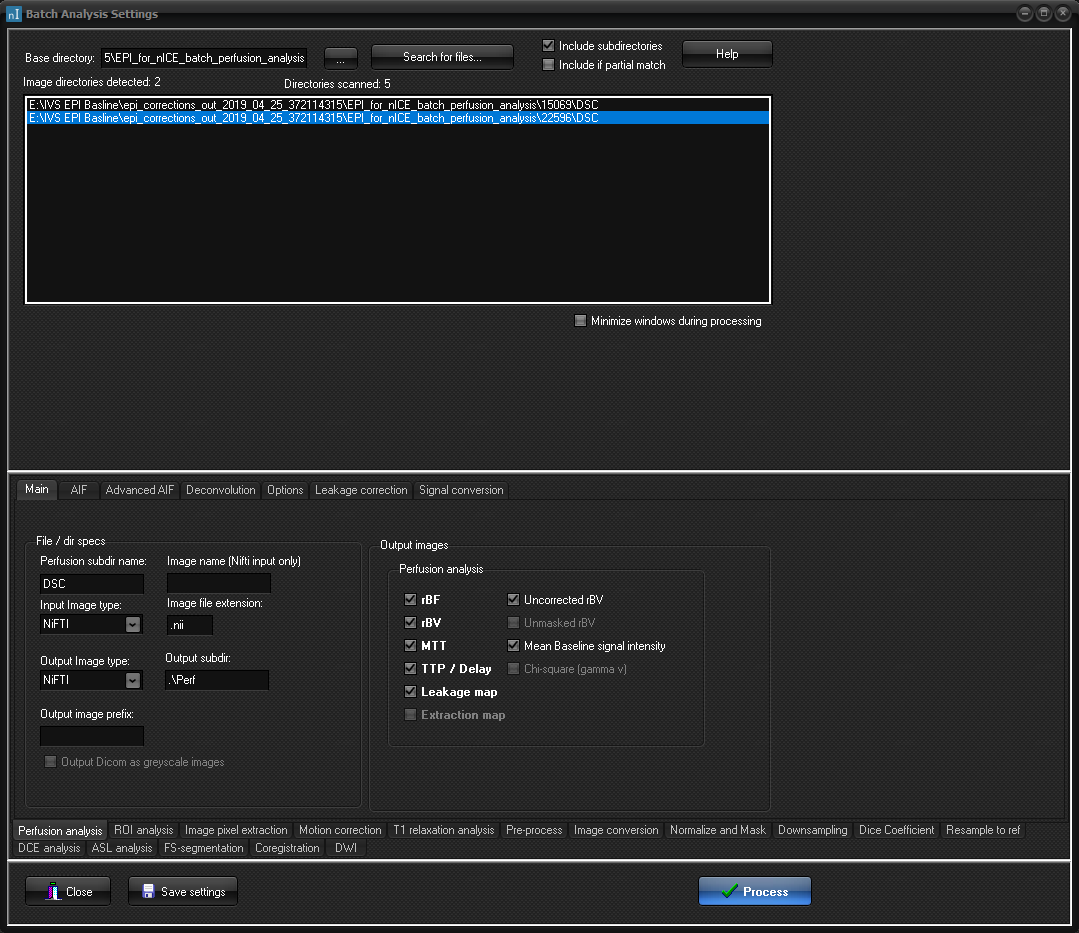 nI Batch Analysis Settings
Base directory: 5\EPI_for_nICE_batch_perfusion_analysis ... Search for files... Include subdirectories Help
Include if partial match
Image directories detected: 2 Directories scanned: 5
E:\IVS EPI Basline\epi_corrections_out_2019_04_25_372114315\EPI_for_nICE_batch_perfusion_analysis\15069\DSC
E:\IVS EPI Basline\epi_corrections_out_2019_04_25_372114315\EPI_for_nICE_batch_perfusion_analysis\22596\DSC
Minimize windows during processing
Main AIF Advanced AIF Deconvolution Options Leakage correction Signal conversion
File / dir specs
Perfusion subdir name: Image name (Nifti input only)
DSC
Input Image type: Image file extension:
NiFTI .nii
Output Image type: Output subdir:
NiFTI .\Perf
Output image prefix:
Output Dicom as greyscale images
Output images
Perfusion analysis
rBF Uncorrected rBV
rBV Unmasked rBV
MTT Mean Baseline signal intensity
TTP / Delay Chi-square (gamma v)
Leakage map
Extraction map
Perfusion analysis ROI analysis Image pixel extraction Motion correction T1 relaxation analysis Pre-process Image conversion Normalize and Mask Downsampling Dice Coefficient Resample to ref
DCE analysis ASL analysis FS-segmentation Coregistration DWI
Close Save settings Process